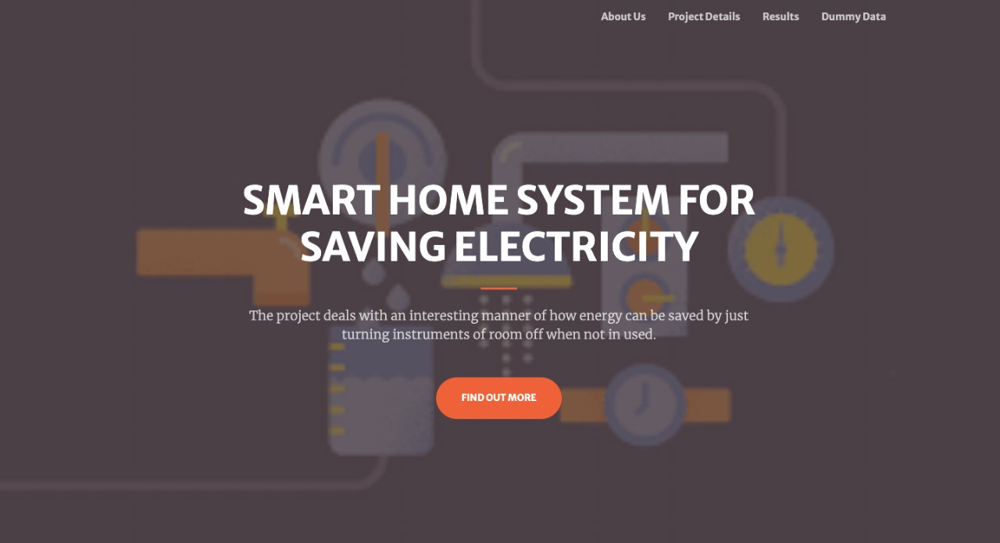 About Us Project Details Results Dummy Data
SMART HOME SYSTEM FOR
SAVING ELECTRICITY
The project deals with an interesting manner of how energy can be saved by just
turning instruments of room off when not in used.
FIND OUT MORE